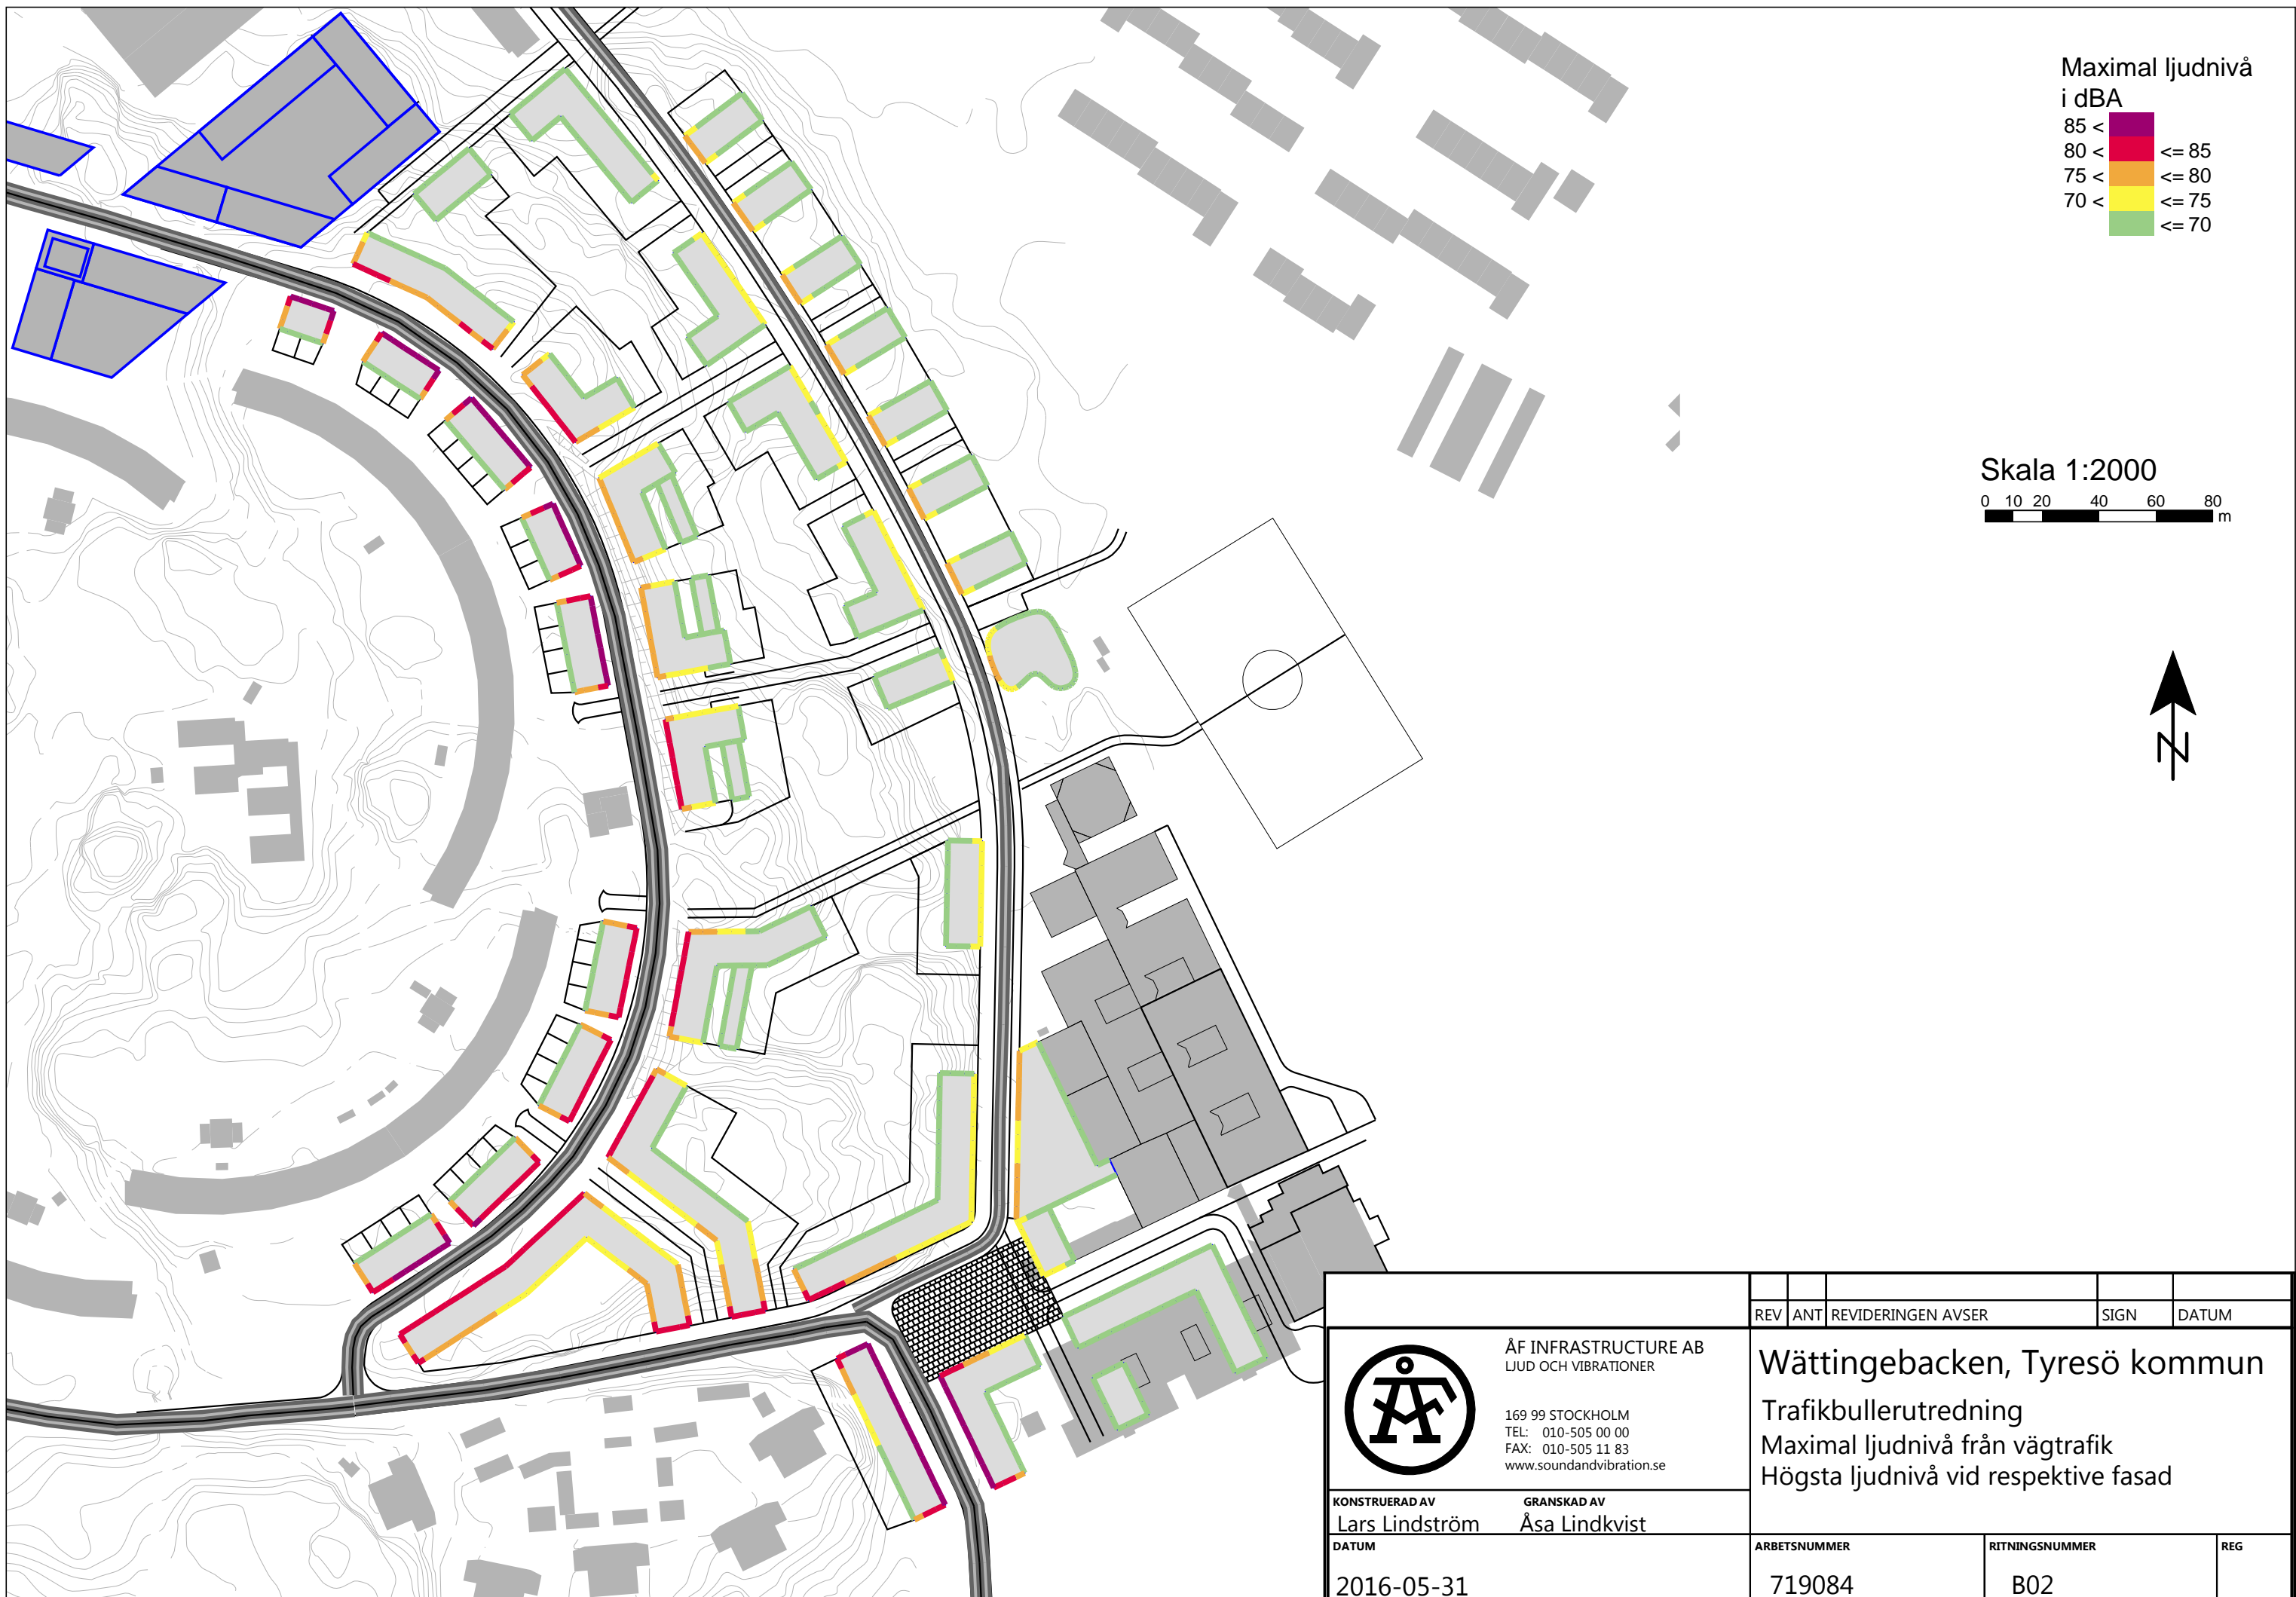 Maximal ljudnivå
i dBA
85 <
80 < <= 85
75 < <= 80
70 < <= 75
<= 70
Skala 1:2000
0 10 20 40 60 80
m
N
REV ANT REVIDERINGEN AVSER SIGN DATUM
ÅF INFRASTRUCTURE AB
LJUD OCH VIBRATIONER
169 99 STOCKHOLM
TEL: 010-505 00 00
FAX: 010-505 11 83
www.soundandvibration.se
Wättingebacken, Tyresö kommun
Trafikbullerutredning
Maximal ljudnivå från vägtrafik
Högsta ljudnivå vid respektive fasad
KONSTRUERAD AV GRANSKAD AV
Lars Lindström Åsa Lindkvist
DATUM ARBETSNUMMER RITNINGSNUMMER REG
2016-05-31 719084 B02